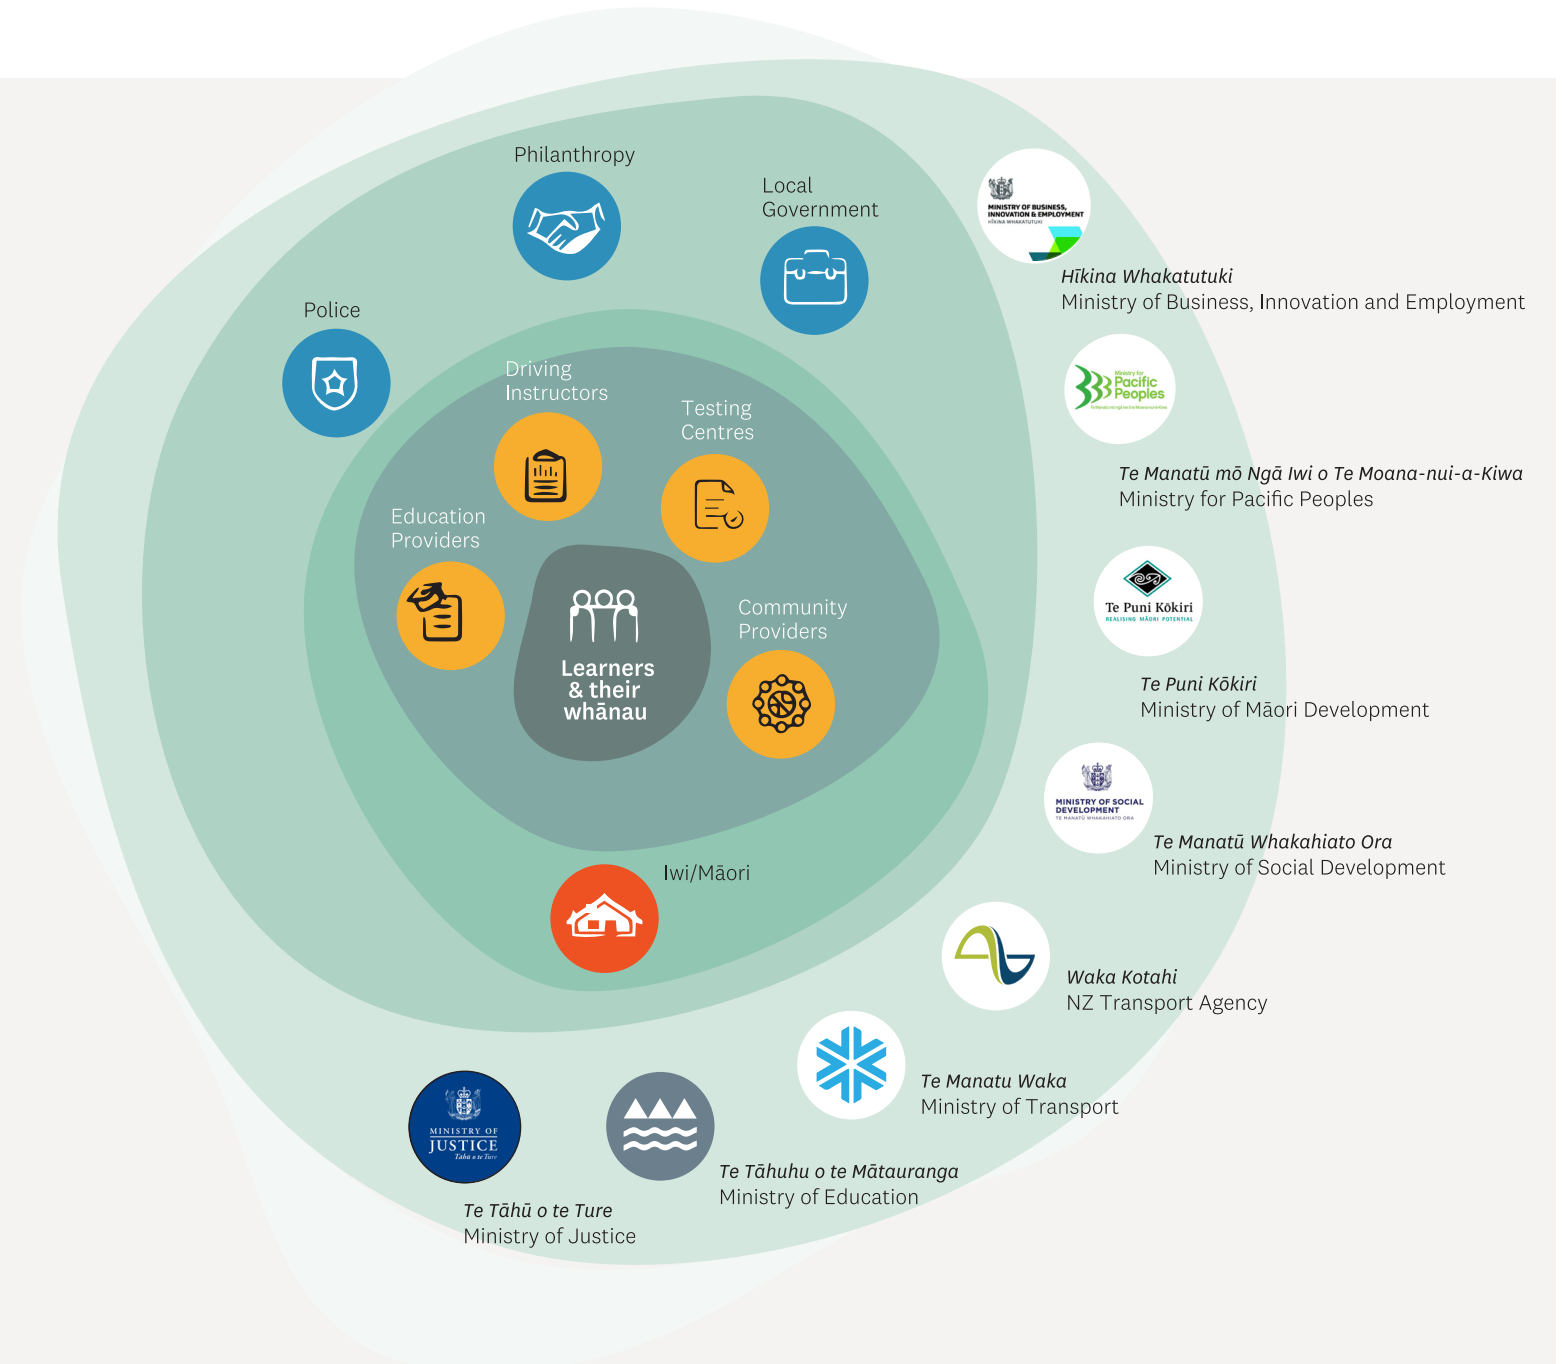 Philanthropy
Local
Government
Police
MINISTRY OF BUSINESS,
INNOVATION & EMPLOYMENT
HĪKINA WHAKATUTUKI
Hīkina Whakatutuki
Ministry of Business, Innovation and Employment
Driving
Instructors
Testing
Centres
Ministry for
Pacific
Peoples
Te Manatū mō Ngā Iwi o Te Moana-nui-a-Kiwa
Ministry for Pacific Peoples
Education
Providers
Te Puni Kōkiri
REALISING MĀORI POTENTIAL
Te Puni Kōkiri
Ministry of Māori Development
Community
Providers
Learners
& their
whānau
MINISTRY OF SOCIAL
DEVELOPMENT
TE MANATŪ WHAKAHIATO ORA
Te Manatū Whakahiato Ora
Ministry of Social Development
Iwi/Māori
Waka Kotahi
NZ Transport Agency
Te Manatu Waka
Ministry of Transport
MINISTRY OF
JUSTICE
Tāhū o te Ture
Te Tāhuhu o te Mātauranga
Ministry of Education
Te Tāhū o te Ture
Ministry of Justice